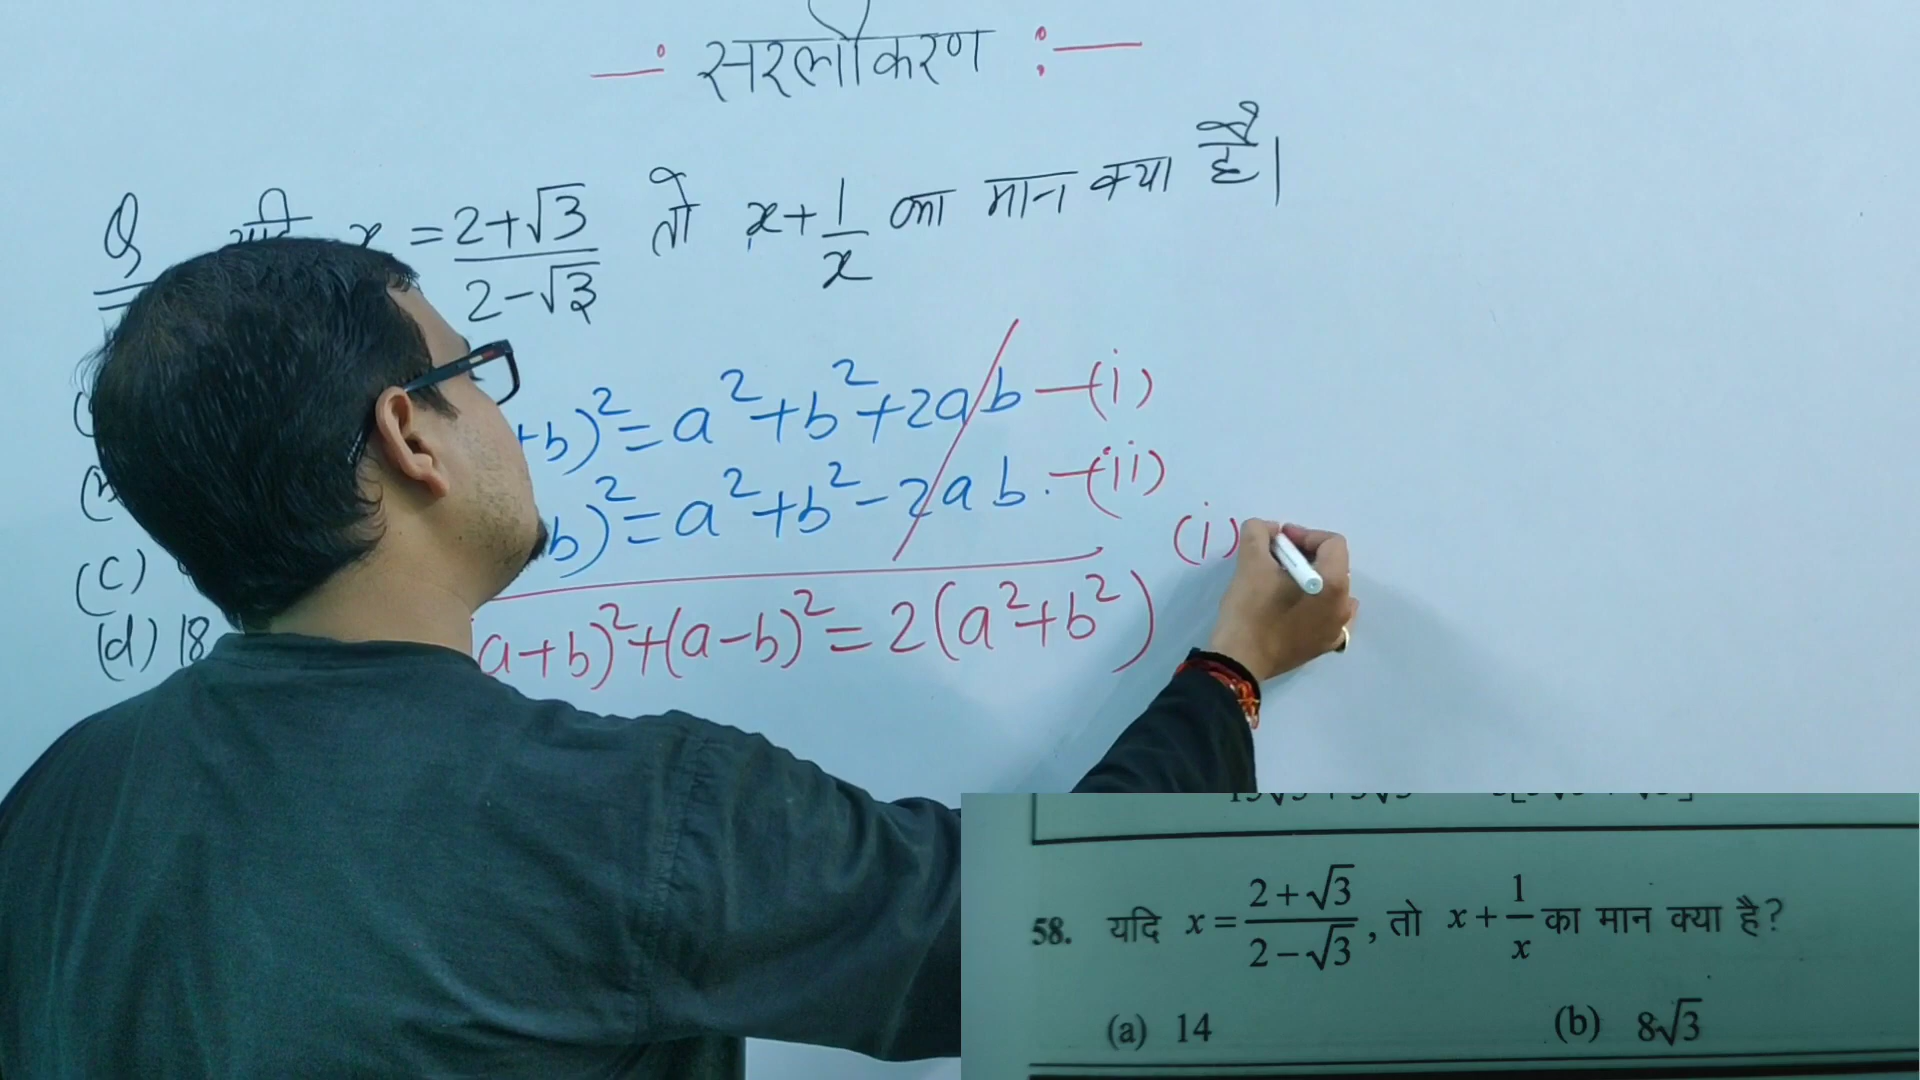 —: सरलीकरण :—
Q यदि x = 2+√3 / 2-√3 तो x+1/x का मान क्या है।
+b)² = a²+b²+2ab —(i)
b)² = a²+b²-2ab. —(ii)
(i)
(c)
(d) 18
(a+b)²+(a-b)² = 2(a²+b²)
58. यदि x = 2+√3 / 2-√3 , तो x+1/x का मान क्या है?
(a) 14 (b) 8√3